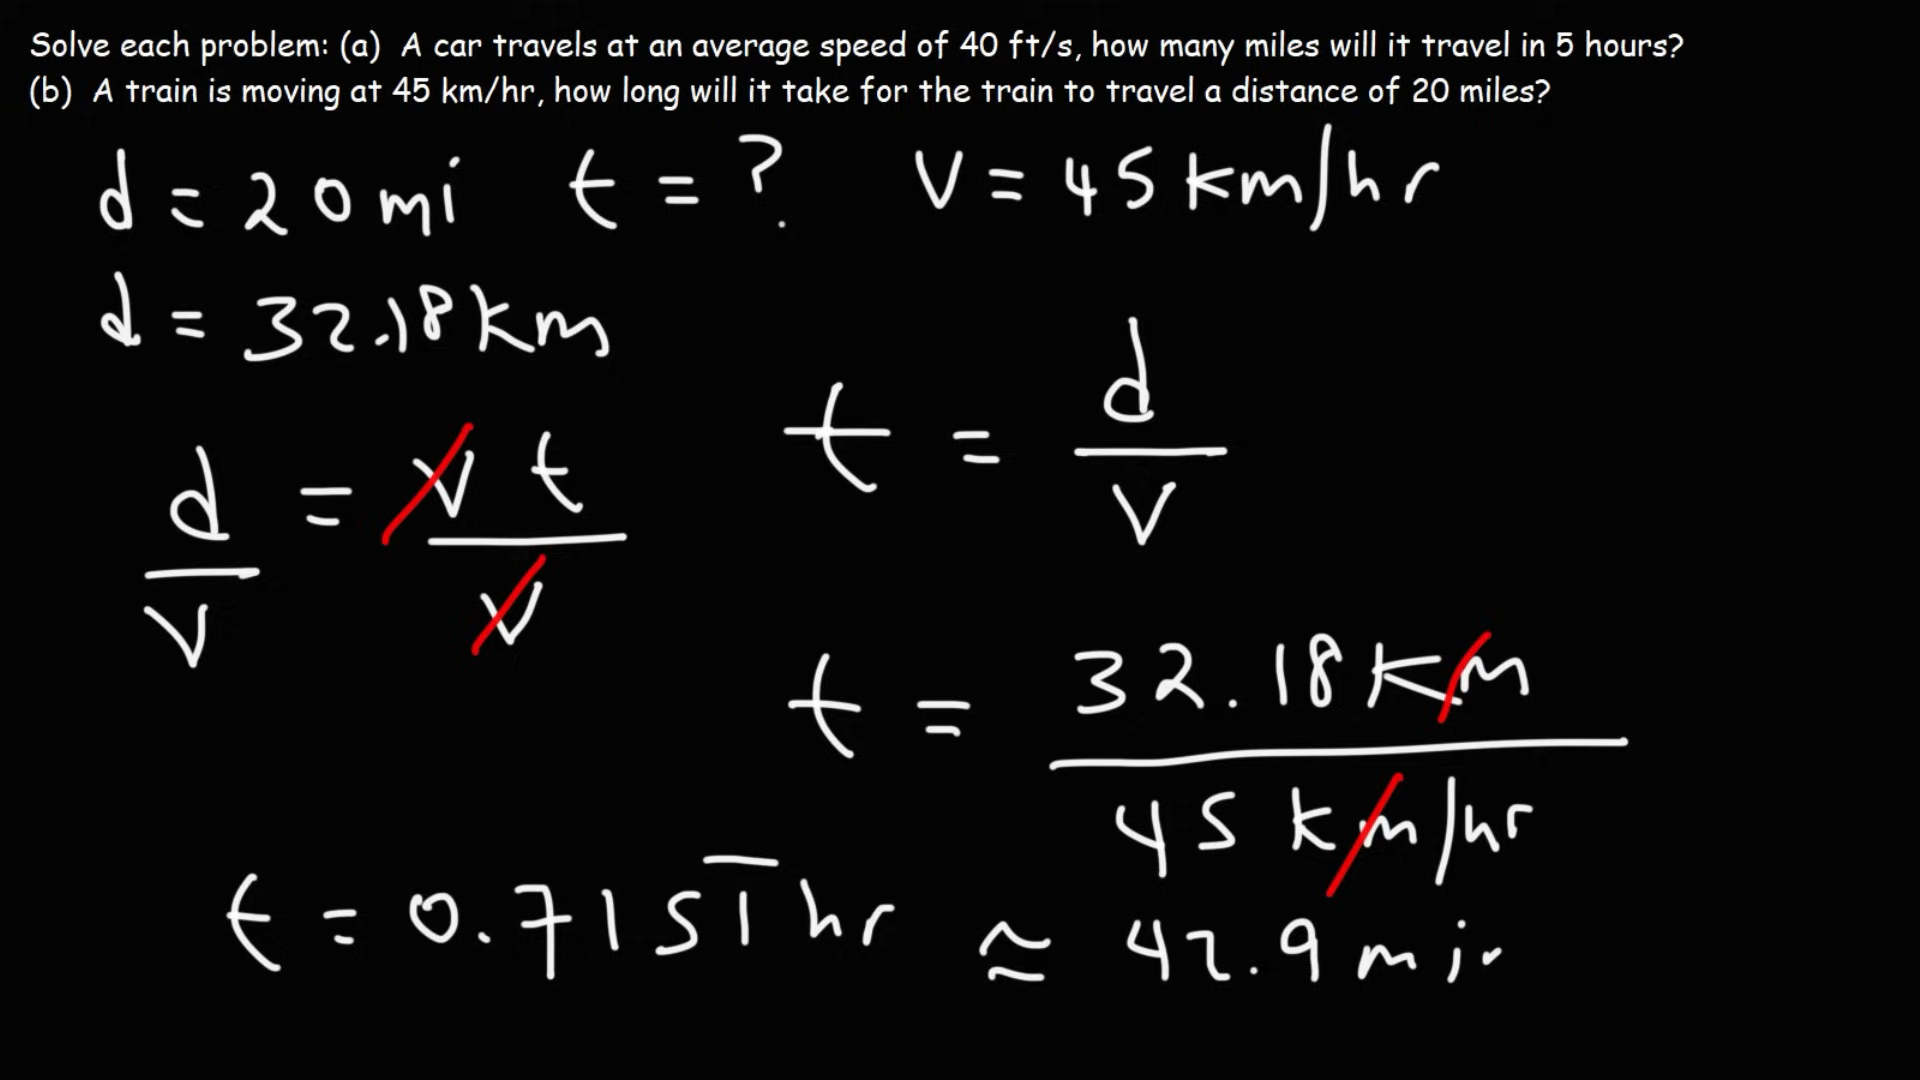 Solve each problem: (a) A car travels at an average speed of 40 ft/s, how many miles will it travel in 5 hours?
(b) A train is moving at 45 km/hr, how long will it take for the train to travel a distance of 20 miles?
d = 20 mi t = ? V = 45 km/hr
d = 32.18 km
d/V = Vt/V
t = d/V
t = 32.18 km / 45 km/hr
t = 0.7151̅ hr ≈ 42.9 min